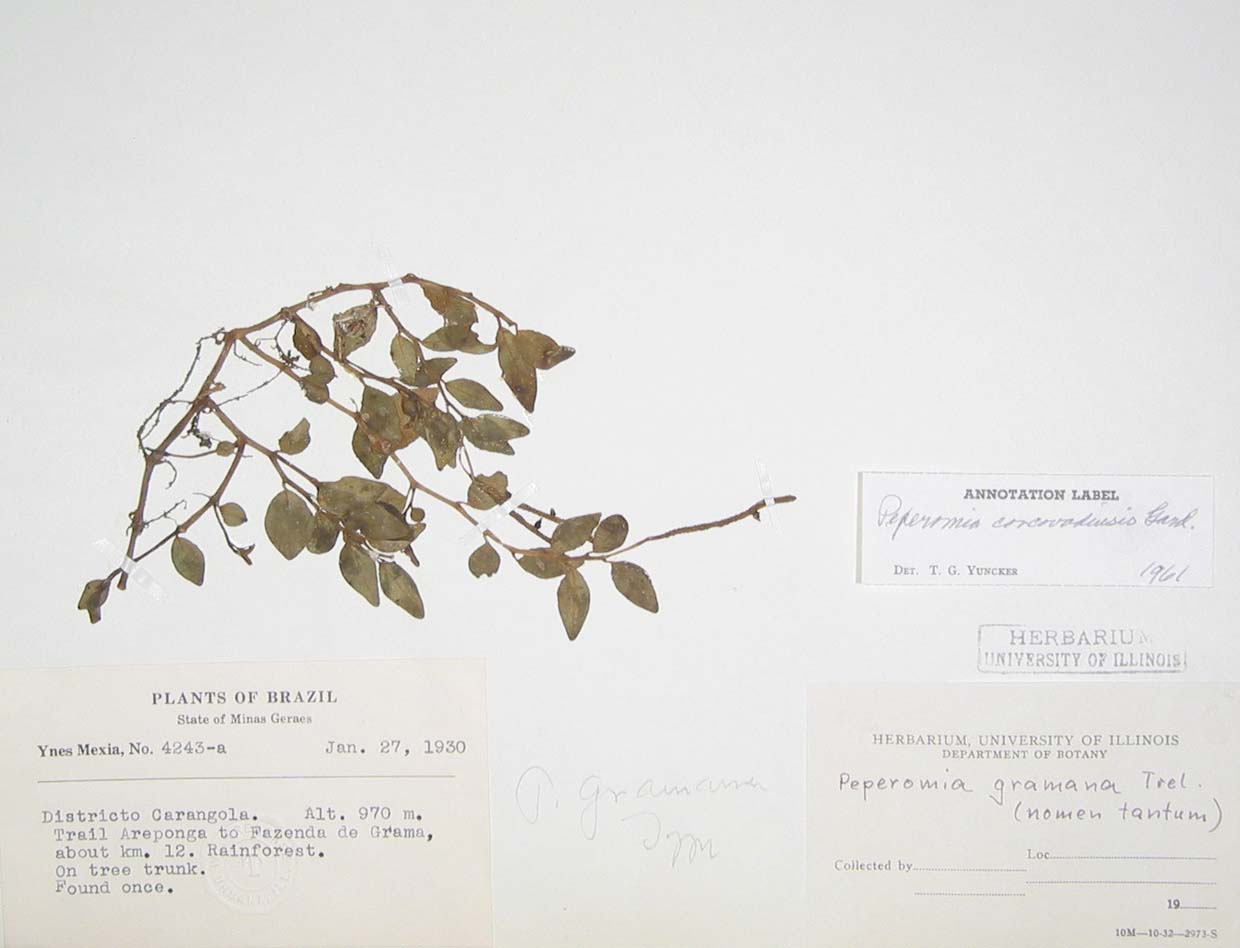 ANNOTATION LABEL
Peperomia corcovadensis Gard.
DET. T. G. YUNCKER 1961
HERBARIUM
UNIVERSITY OF ILLINOIS
PLANTS OF BRAZIL
State of Minas Geraes
Ynes Mexia, No. 4243-a Jan. 27, 1930
Districto Carangola. Alt. 970 m.
Trail Areponga to Fazenda de Grama,
about km. 12. Rainforest.
On tree trunk.
Found once.
P. gramana
Type
HERBARIUM, UNIVERSITY OF ILLINOIS
DEPARTMENT OF BOTANY
Peperomia gramana Trel.
(nomen tantum)
Loc.
Collected by
19
10M—10-32—2973-S